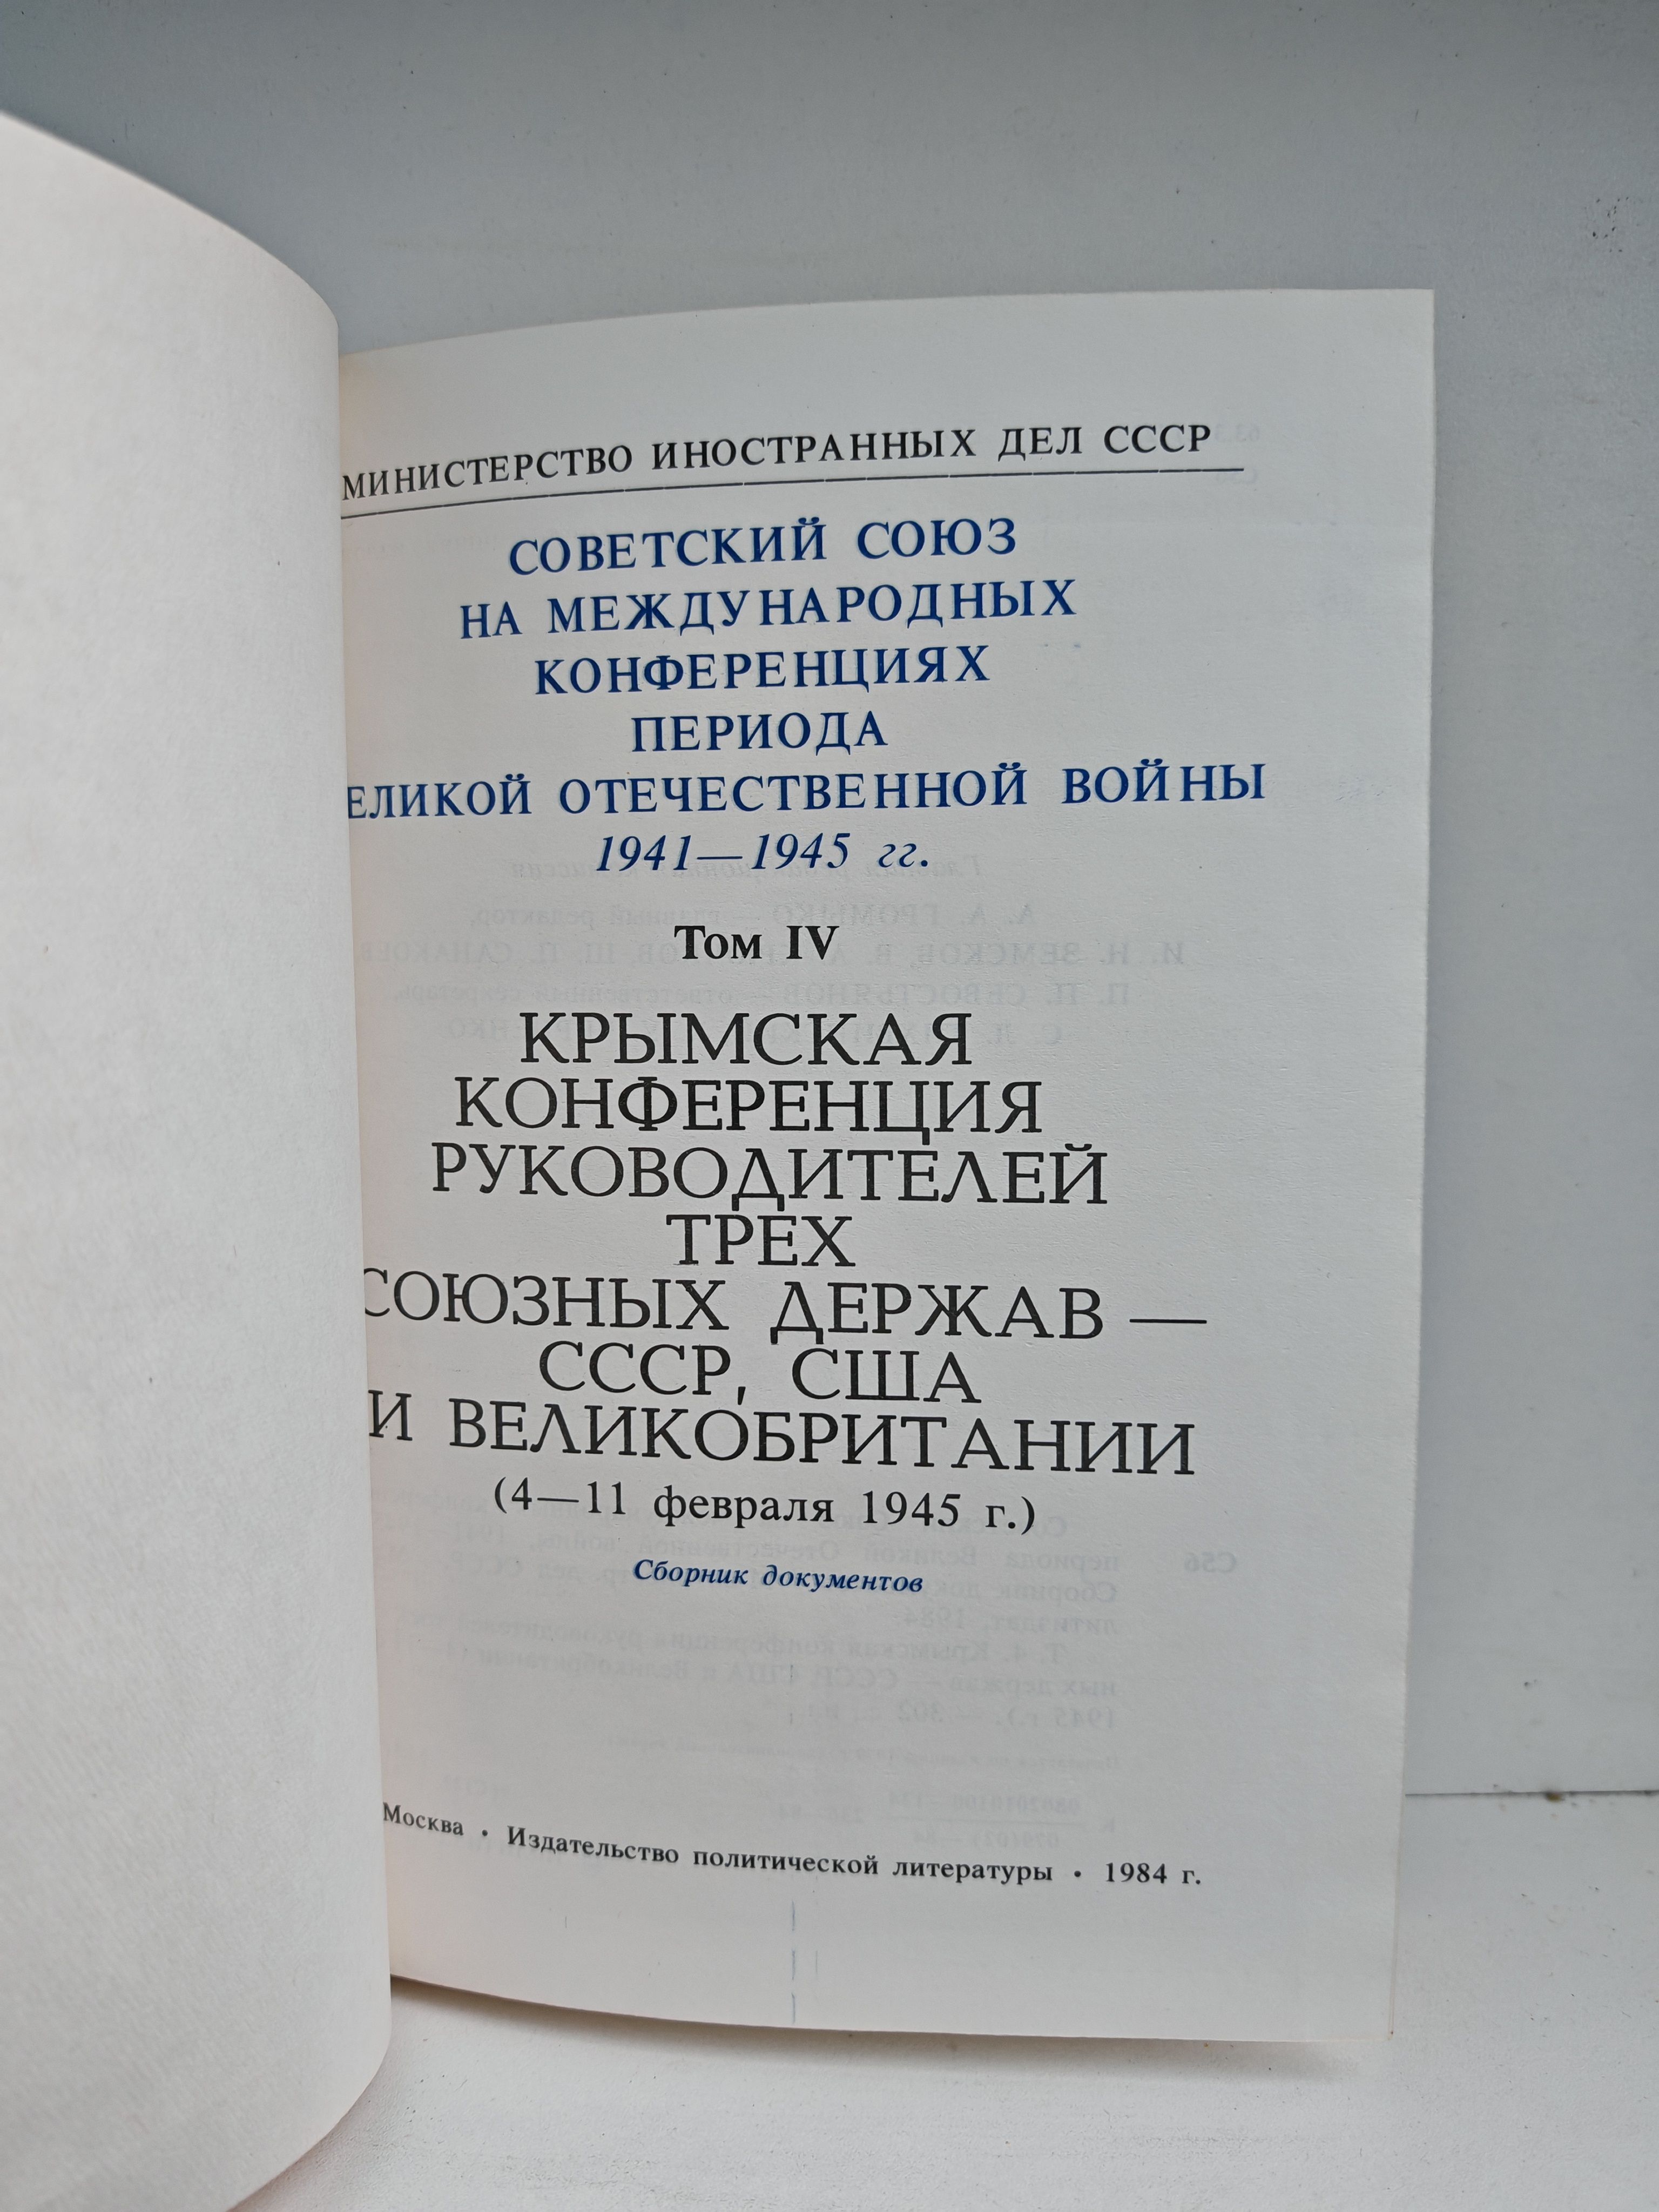 МИНИСТЕРСТВО ИНОСТРАННЫХ ДЕЛ СССР
СОВЕТСКИЙ СОЮЗ
НА МЕЖДУНАРОДНЫХ
КОНФЕРЕНЦИЯХ
ПЕРИОДА
ЕЛИКОЙ ОТЕЧЕСТВЕННОЙ ВОЙНЫ
1941—1945 гг.
Том IV
КРЫМСКАЯ
КОНФЕРЕНЦИЯ
РУКОВОДИТЕЛЕЙ
ТРЕХ
СОЮЗНЫХ ДЕРЖАВ —
СССР, США
И ВЕЛИКОБРИТАНИИ
(4—11 февраля 1945 г.)
Сборник документов
Москва • Издательство политической литературы • 1984 г.